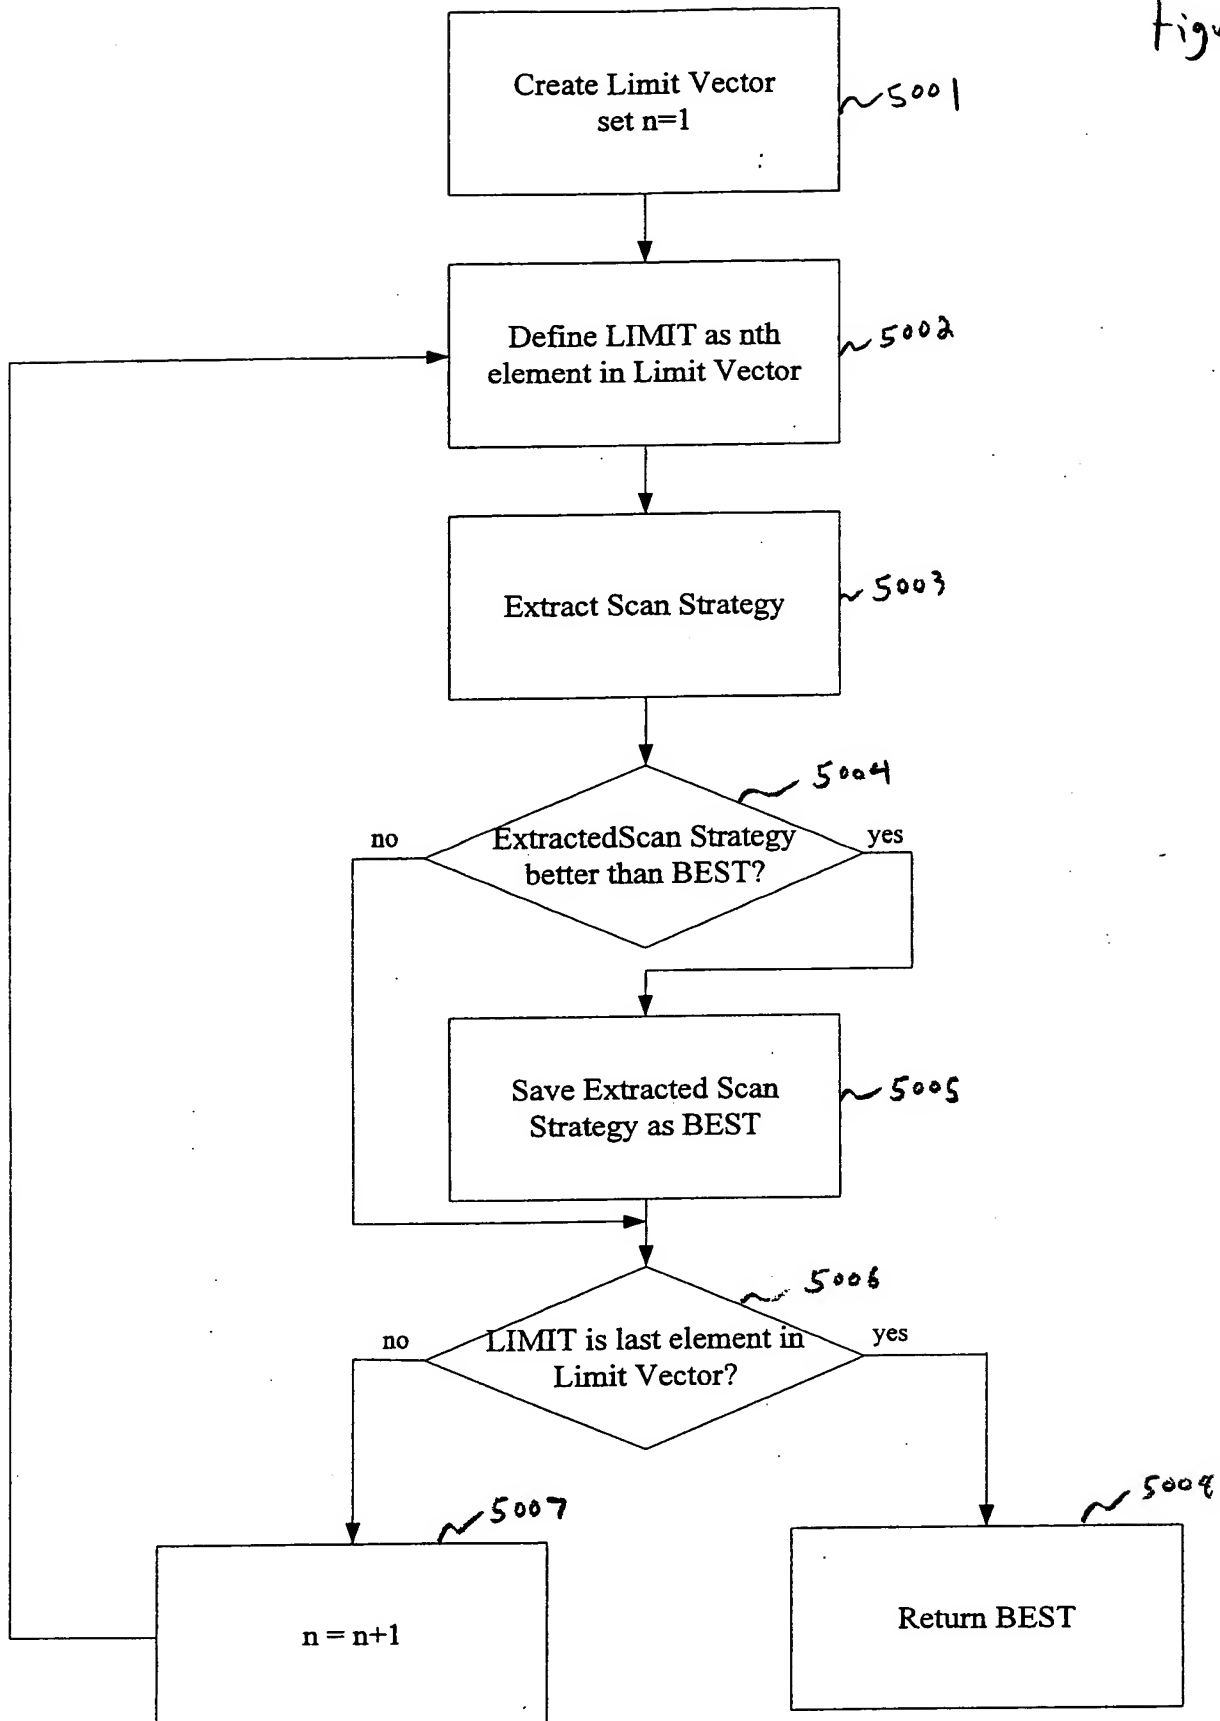 Create Limit Vector
set n=1
5001
Define LIMIT as nth
element in Limit Vector
5002
Extract Scan Strategy
5003
5004
no
ExtractedScan Strategy
better than BEST?
yes
Save Extracted Scan
Strategy as BEST
5005
5006
no
LIMIT is last element in
Limit Vector?
yes
5007
n = n+1
Return BEST